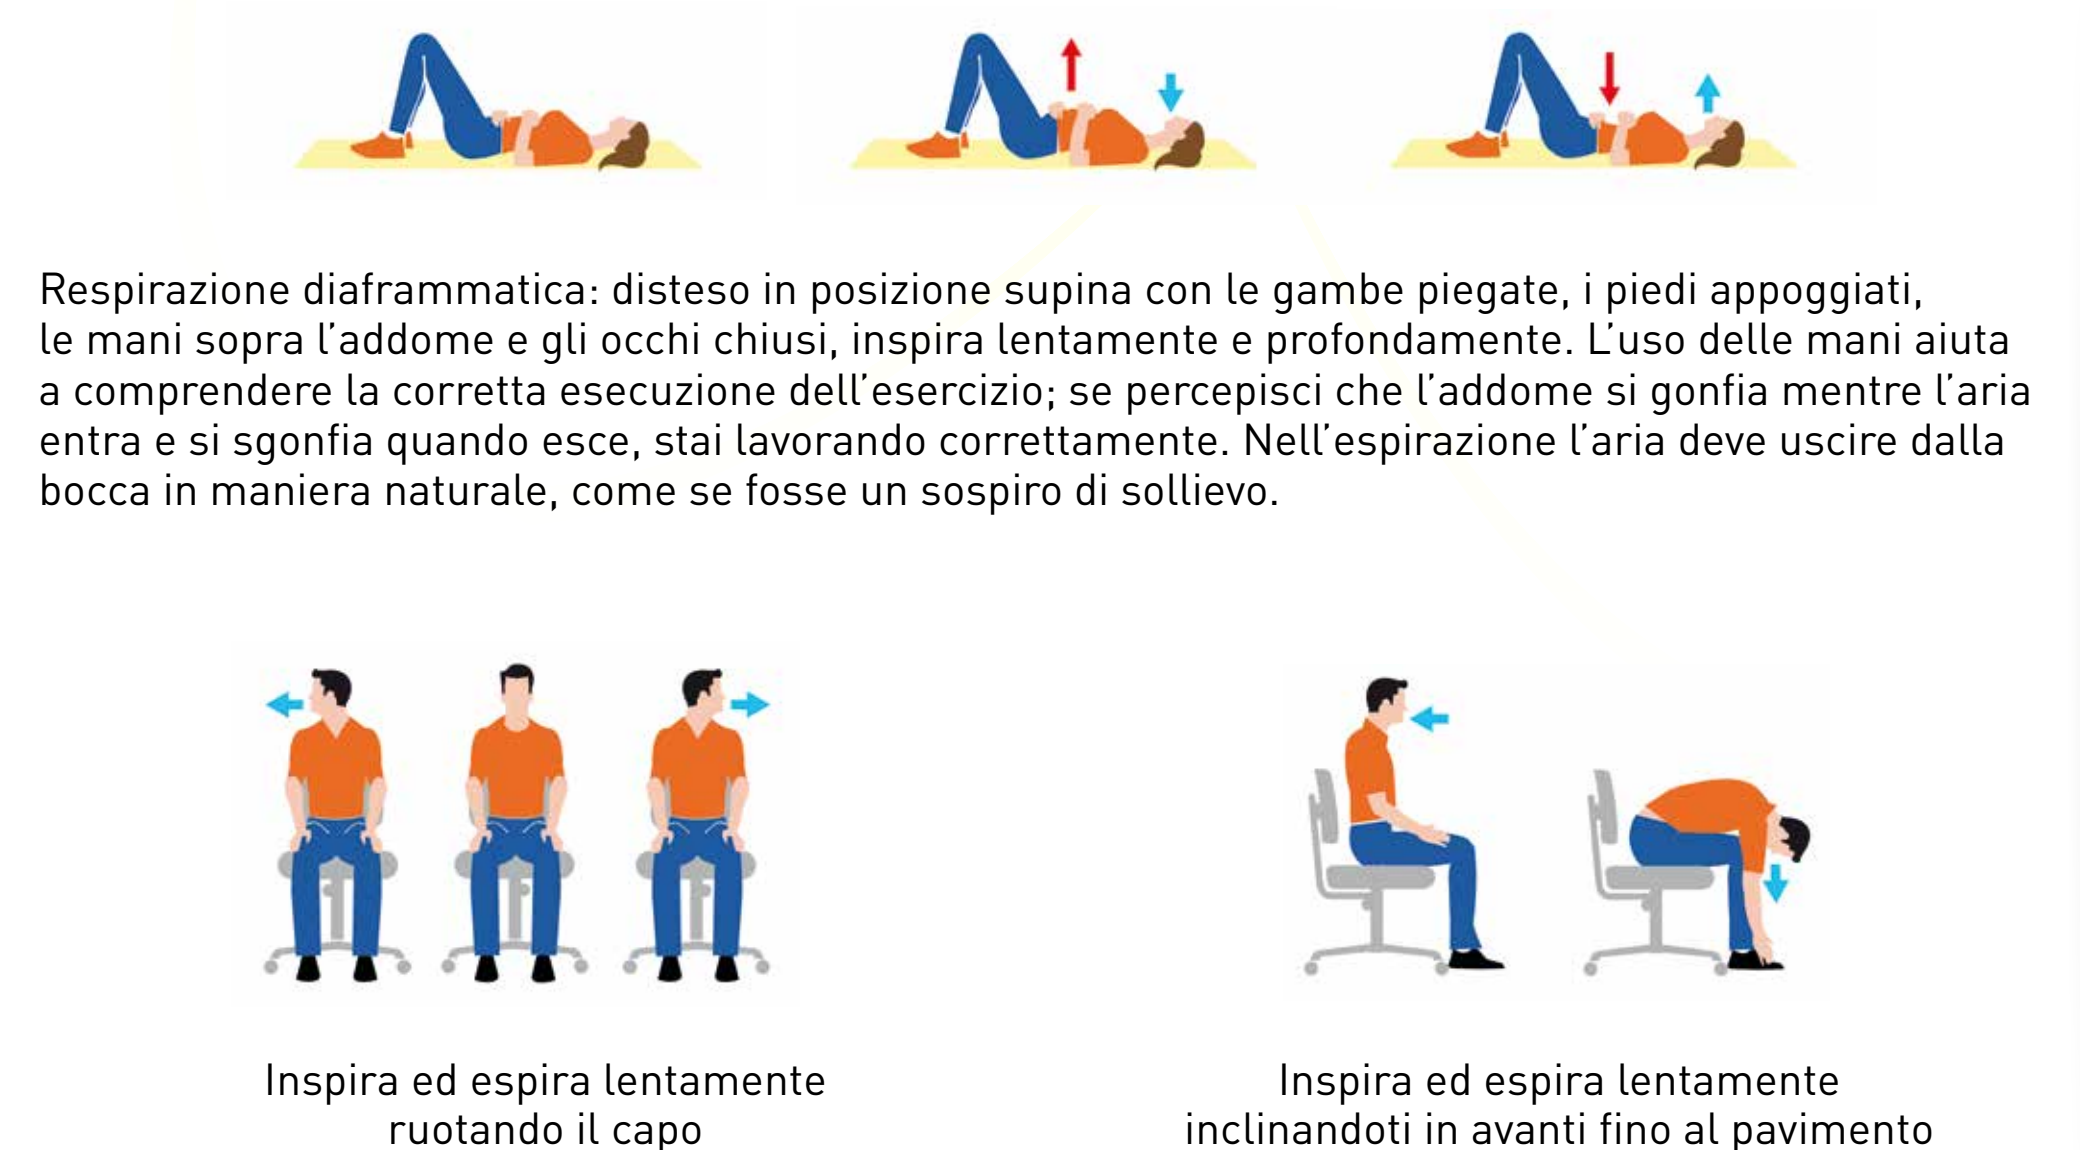 Respirazione diaframmatica: disteso in posizione supina con le gambe piegate, i piedi appoggiati,
le mani sopra l'addome e gli occhi chiusi, inspira lentamente e profondamente. L'uso delle mani aiuta
a comprendere la corretta esecuzione dell'esercizio; se percepisci che l'addome si gonfia mentre l'aria
entra e si sgonfia quando esce, stai lavorando correttamente. Nell'espirazione l'aria deve uscire dalla
bocca in maniera naturale, come se fosse un sospiro di sollievo.
Inspira ed espira lentamente
ruotando il capo
Inspira ed espira lentamente
inclinandoti in avanti fino al pavimento